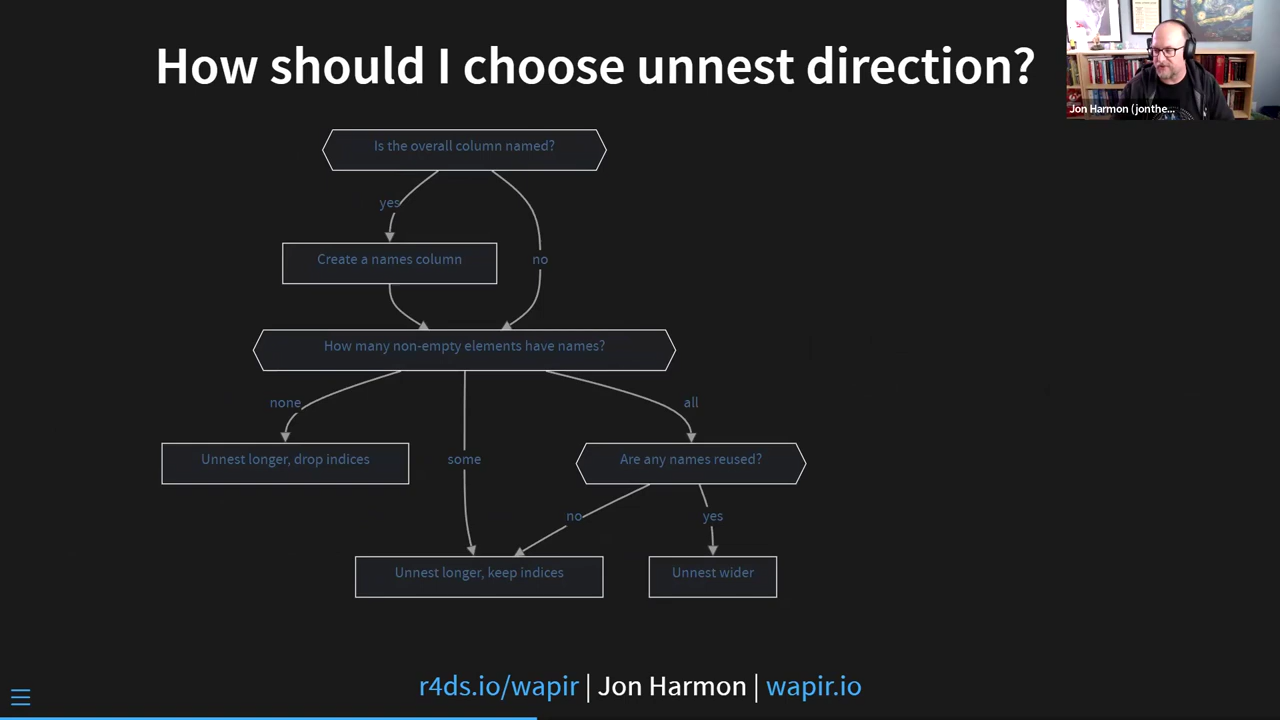 How should I choose unnest direction?
Jon Harmon (jonthe...
Is the overall column named?
yes
Create a names column
no
How many non-empty elements have names?
none
all
Unnest longer, drop indices
some
Are any names reused?
no
yes
Unnest longer, keep indices
Unnest wider
r4ds.io/wapir | Jon Harmon | wapir.io